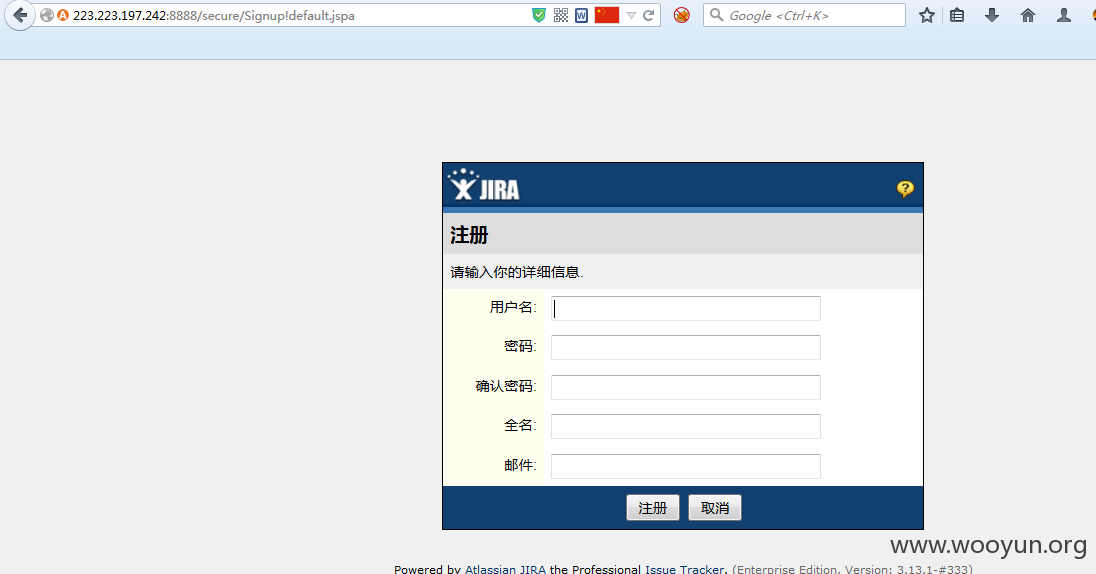 223.223.197.242:8888/secure/Signup!default.jspa
Google <Ctrl+K>
JIRA
注册
请输入你的详细信息.
用户名:
密码:
确认密码:
全名:
邮件:
注册 取消
www.wooyun.org
Powered by Atlassian JIRA the Professional Issue Tracker. (Enterprise Edition, Version: 3.13.1-#333)